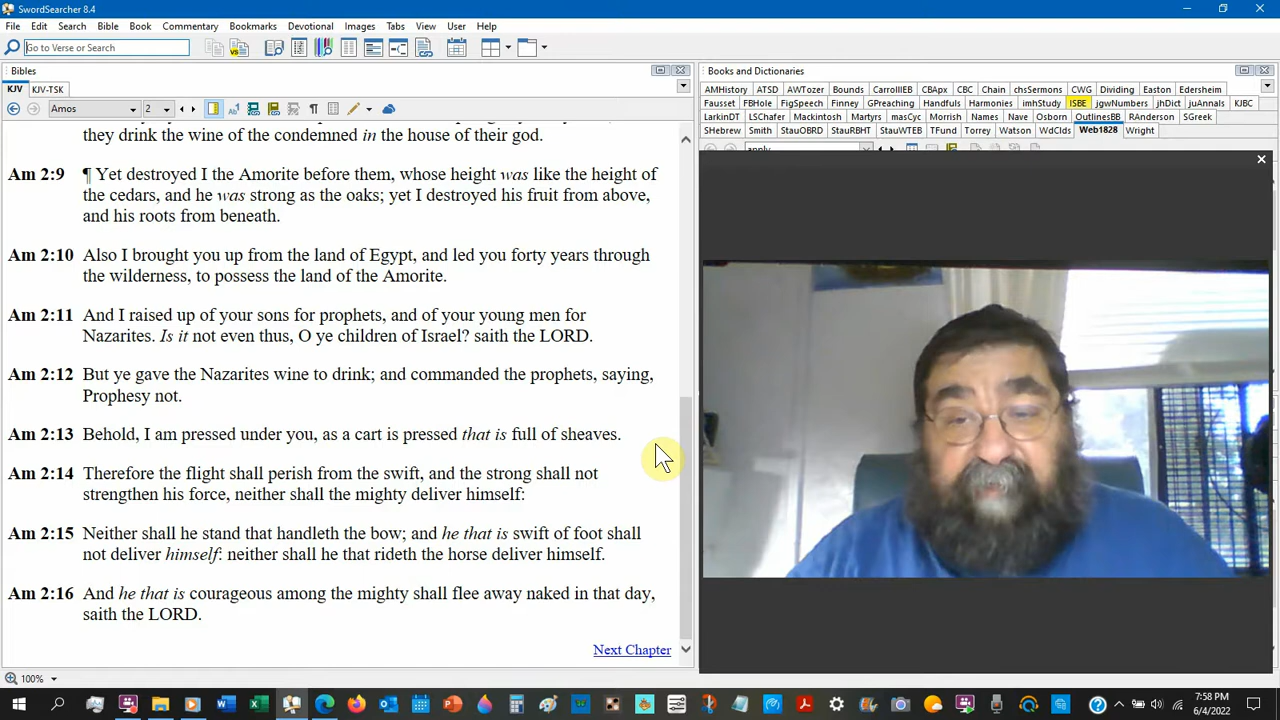 SwordSearcher 8.4
File Edit Search Bible Book Commentary Bookmarks Devotional Images Tabs View User Help
Go to Verse or Search
Bibles
KJV KJV-TSK
Amos 2
they drink the wine of the condemned in the house of their god.
Am 2:9 ¶ Yet destroyed I the Amorite before them, whose height was like the height of
the cedars, and he was strong as the oaks; yet I destroyed his fruit from above,
and his roots from beneath.
Am 2:10 Also I brought you up from the land of Egypt, and led you forty years through
the wilderness, to possess the land of the Amorite.
Am 2:11 And I raised up of your sons for prophets, and of your young men for
Nazarites. Is it not even thus, O ye children of Israel? saith the LORD.
Am 2:12 But ye gave the Nazarites wine to drink; and commanded the prophets, saying,
Prophesy not.
Am 2:13 Behold, I am pressed under you, as a cart is pressed that is full of sheaves.
Am 2:14 Therefore the flight shall perish from the swift, and the strong shall not
strengthen his force, neither shall the mighty deliver himself:
Am 2:15 Neither shall he stand that handleth the bow; and he that is swift of foot shall
not deliver himself: neither shall he that rideth the horse deliver himself.
Am 2:16 And he that is courageous among the mighty shall flee away naked in that day,
saith the LORD.
Next Chapter
100%
Books and Dictionaries
AMHistory ATSD AWTozer Bounds CarrollIEB CBApx CBC Chain chsSermons CWG Dividing Easton Edersheim
Fausset FBHole FigSpeech Finney GPreaching Handfuls Harmonies imhStudy ISBE jgwNumbers jhDict juAnnals KJBC
LarkinDT LSChafer Mackintosh Martyrs masCyc Morrish Names Nave Osborn OutlinesBB RAnderson SGreek
SHebrew Smith StauOBRD StauRBHT StauWTEB TFund Torrey Watson WdClds Web1828 Wright
apply
7:58 PM
6/4/2022